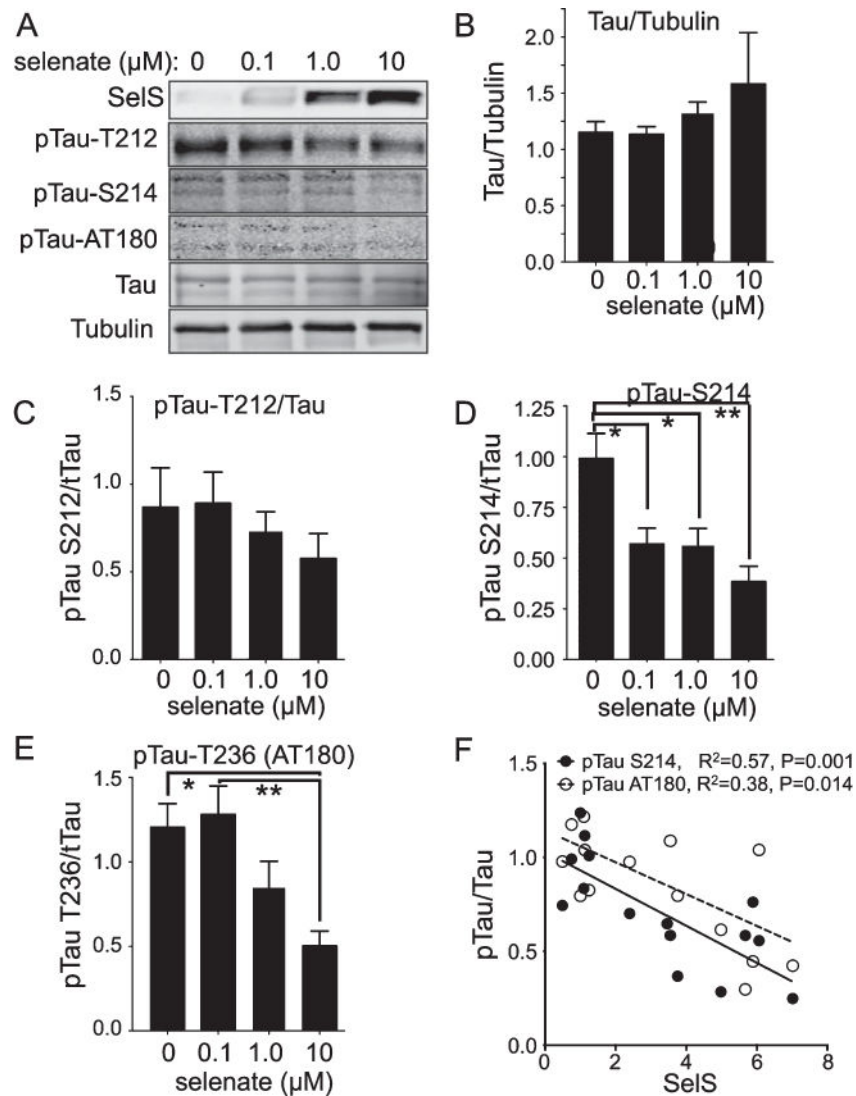 A
selenate (µM): 0 0.1 1.0 10
SelS
pTau-T212
pTau-S214
pTau-AT180
Tau
Tubulin
B
Tau/Tubulin
Tau/Tubulin
2.0
1.5
1.0
0.5
0.0
0 0.1 1.0 10
selenate (µM)
C
pTau-T212/Tau
pTau S212/tTau
1.5
1.0
0.5
0.0
0 0.1 1.0 10
selenate (µM)
D
pTau-S214
pTau S214/tTau
1.25
1.00
0.75
0.50
0.25
0.00
* * **
0 0.1 1.0 10
selenate (µM)
E
pTau-T236 (AT180)
pTau T236/tTau
1.5
1.0
0.5
0.0
* **
0 0.1 1.0 10
selenate (µM)
F
pTau S214, R²=0.57, P=0.001
pTau AT180, R²=0.38, P=0.014
pTau/Tau
1.5
1.0
0.5
0.0
0 2 4 6 8
SelS